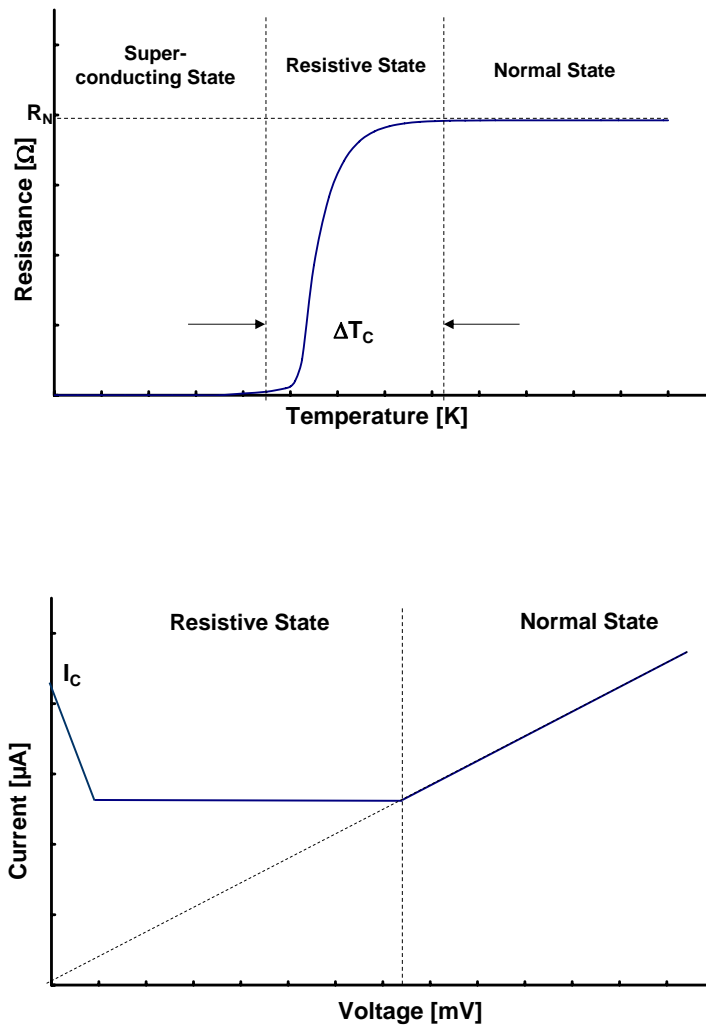 Super-
conducting State
Resistive State
Normal State
R_N
Resistance [Ω]
ΔT_C
Temperature [K]
Resistive State
Normal State
I_C
Current [µA]
Voltage [mV]